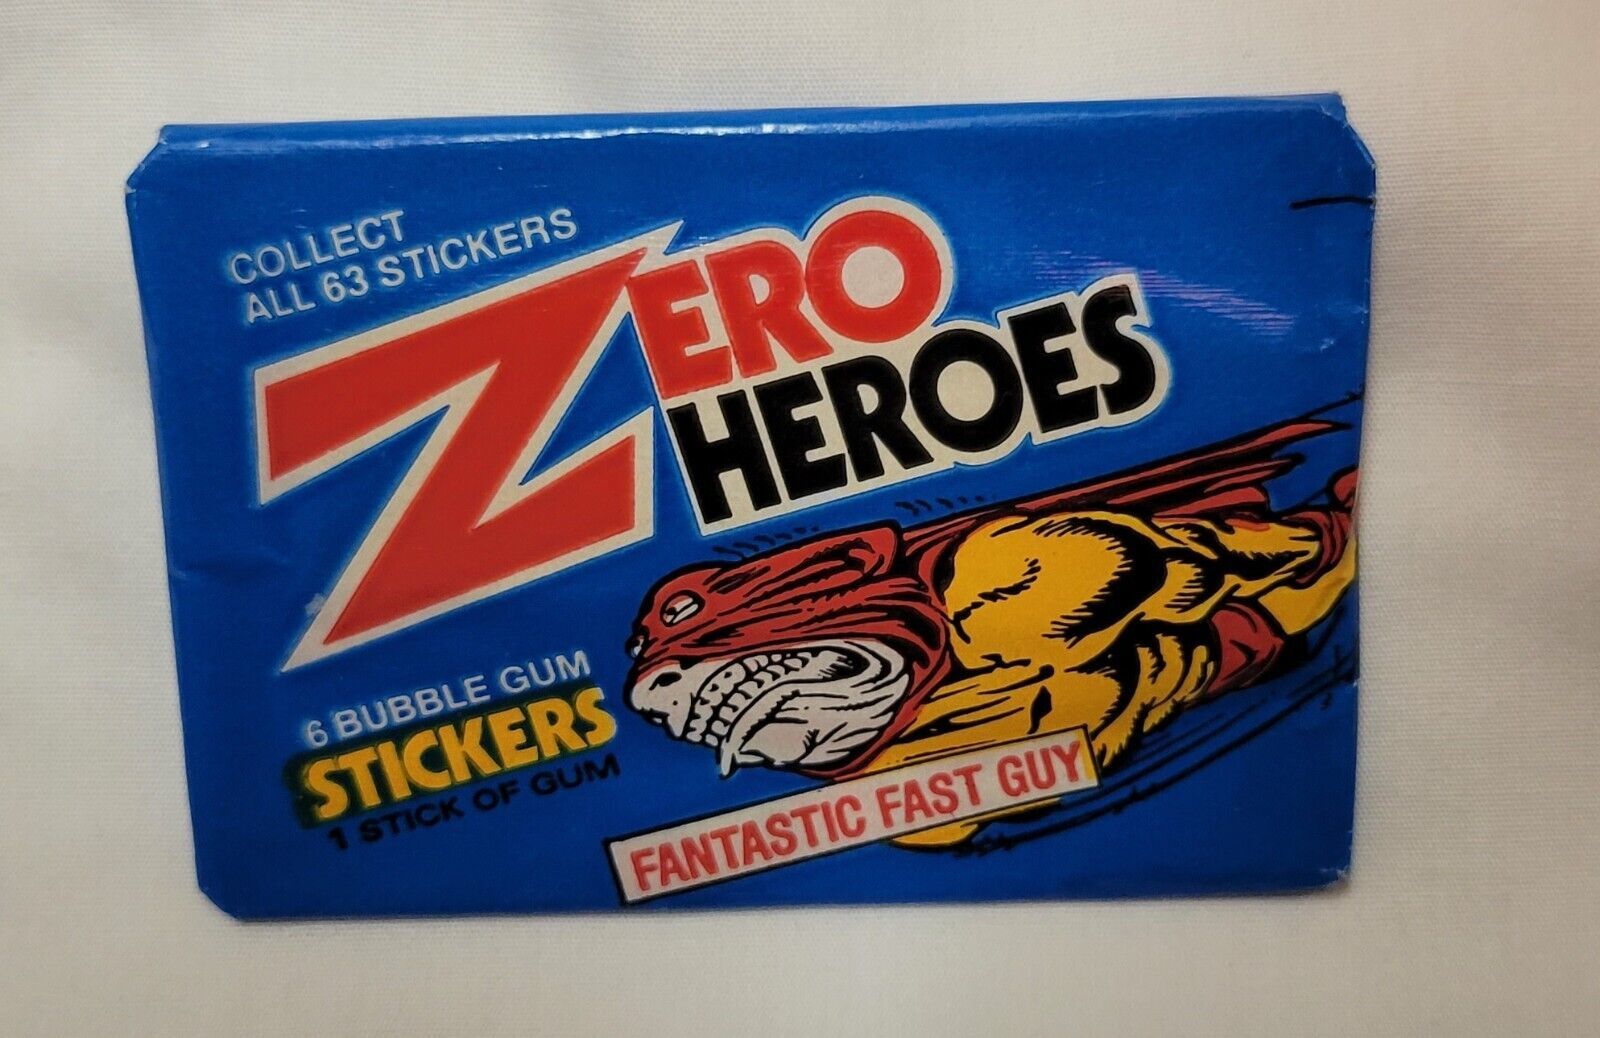 COLLECT
ALL 63 STICKERS
ZERO
HEROES
6 BUBBLE GUM
STICKERS
1 STICK OF GUM
FANTASTIC FAST GUY